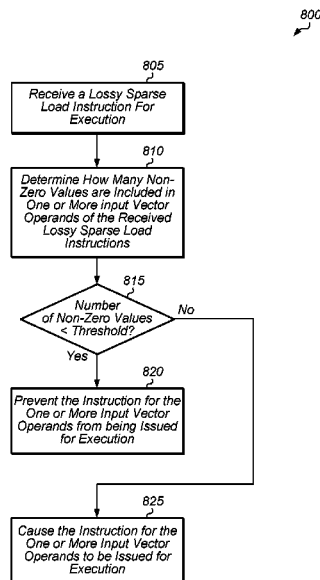 800
805
Receive a Lossy Sparse
Load Instruction For
Execution
810
Determine How Many Non-
Zero Values are Included in
One or More input Vector
Operands of the Received
Lossy Sparse Load
Instructions
815
Number
of Non-Zero Values
< Threshold?
No
Yes
820
Prevent the Instruction for the
One or More Input Vector
Operands from being Issued
for Execution
825
Cause the Instruction for the
One or More Input Vector
Operands to be Issued for
Execution